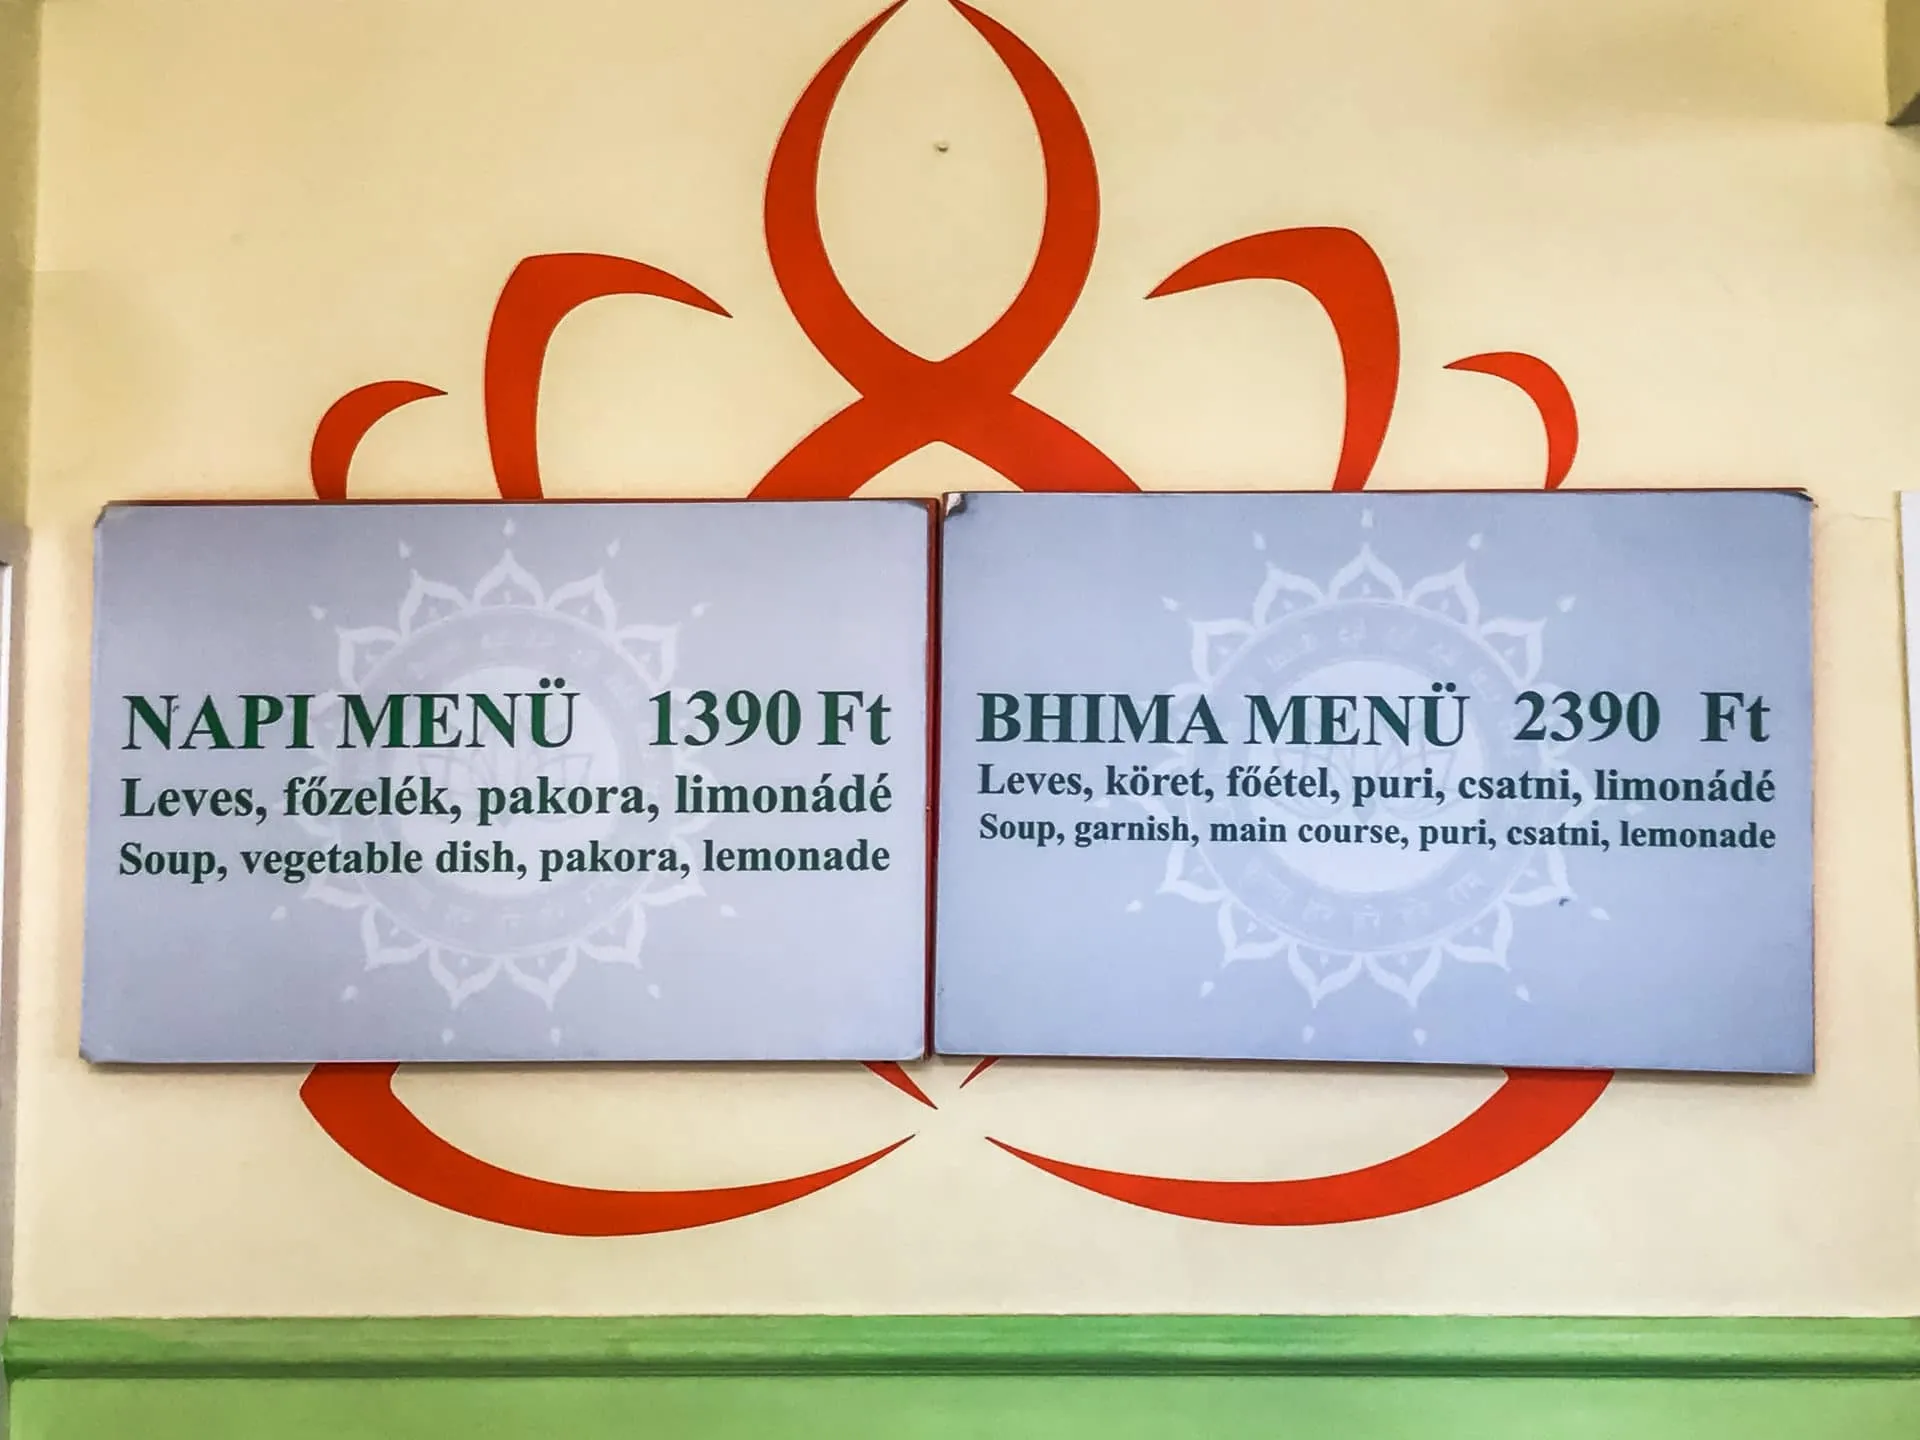 NAPI MENÜ 1390 Ft
Leves, főzelék, pakora, limonádé
Soup, vegetable dish, pakora, lemonade
BHIMA MENÜ 2390 Ft
Leves, köret, főétel, puri, csatni, limonádé
Soup, garnish, main course, puri, csatni, lemonade